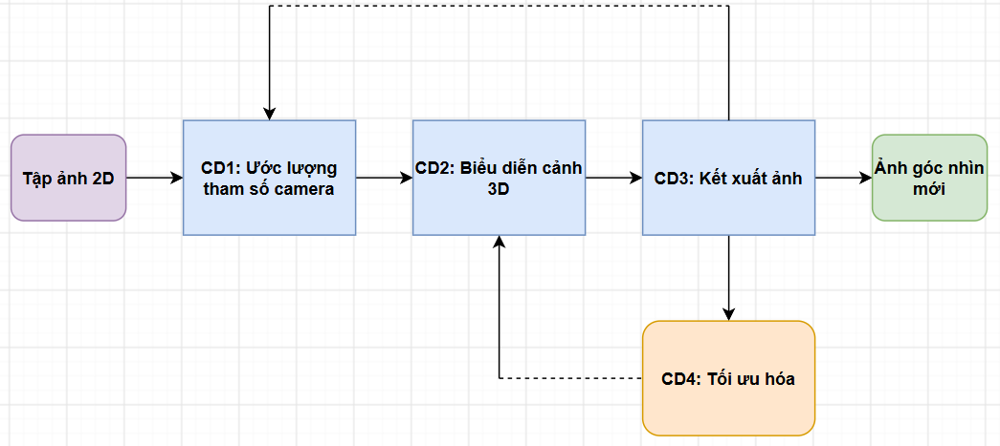 Tập ảnh 2D
CD1: Ước lượng
tham số camera
CD2: Biểu diễn cảnh
3D
CD3: Kết xuất ảnh
Ảnh góc nhìn
mới
CD4: Tối ưu hóa